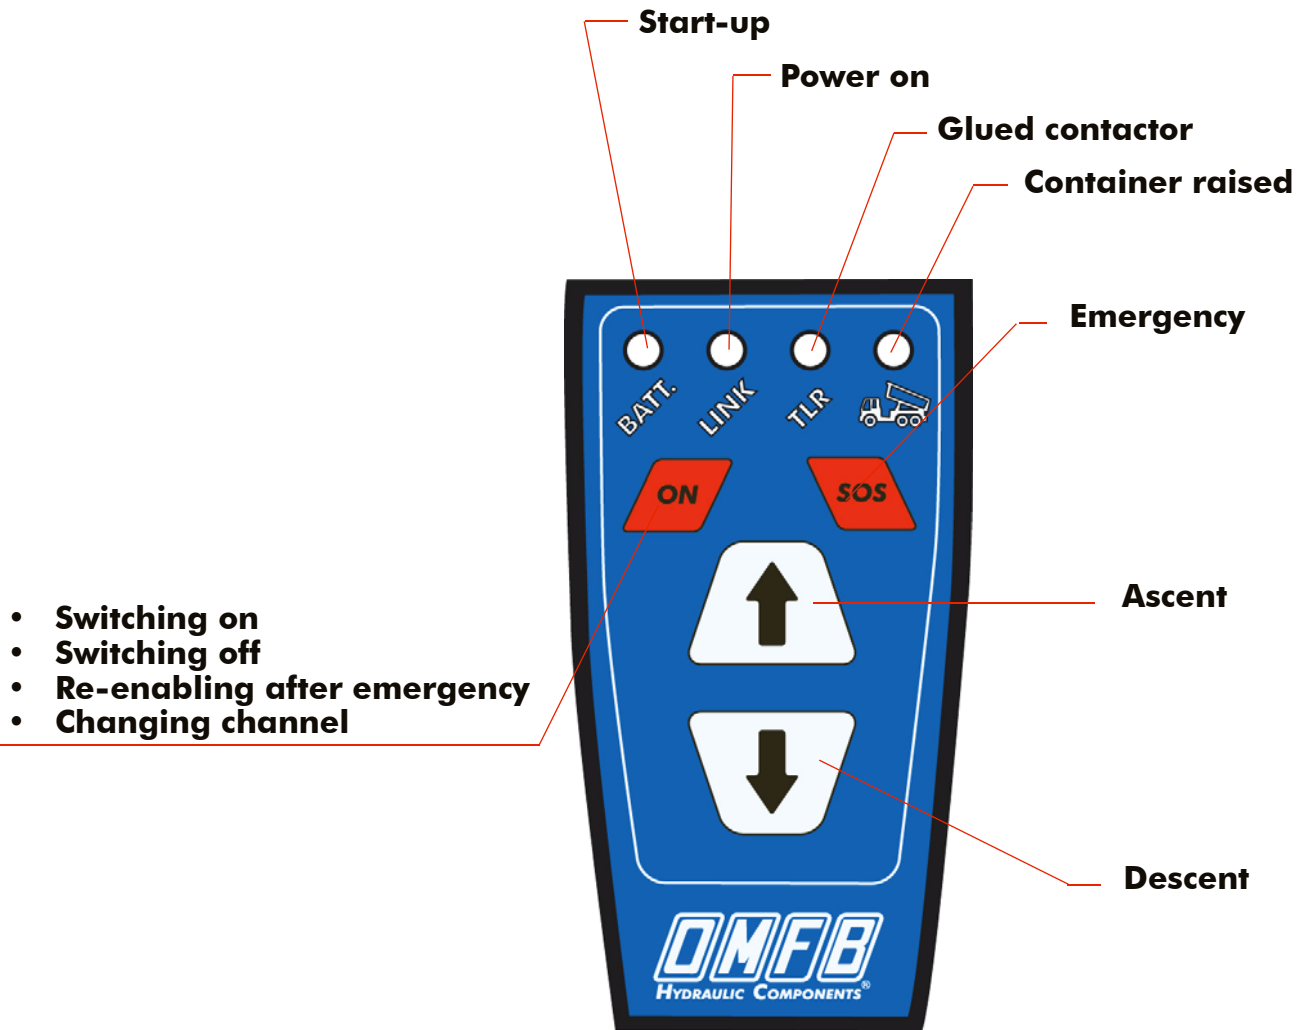 Start-up
Power on
Glued contactor
Container raised
Emergency
BATT.
LINK
TLR
ON
SOS
Ascent
• Switching on
• Switching off
• Re-enabling after emergency
• Changing channel
Descent
OMFB
HYDRAULIC COMPONENTS®